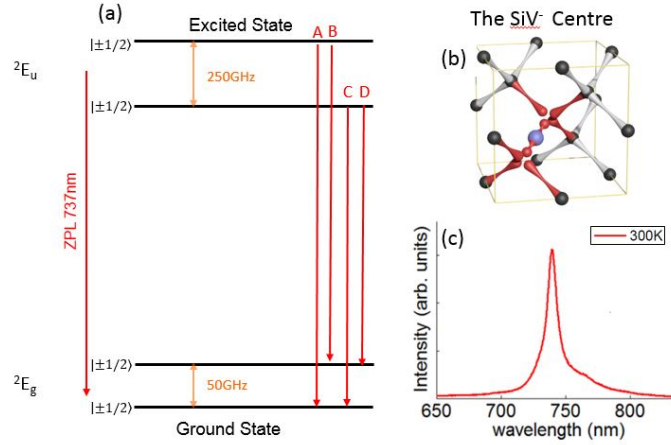 (a)
Excited State
A B
|±1/2⟩
250GHz
²Eᵤ
|±1/2⟩
C D
ZPL 737nm
|±1/2⟩
50GHz
²E₉
|±1/2⟩
Ground State
The SiV⁻ Centre
(b)
(c)
300K
Intensity (arb. units)
650 700 750 800
wavelength (nm)